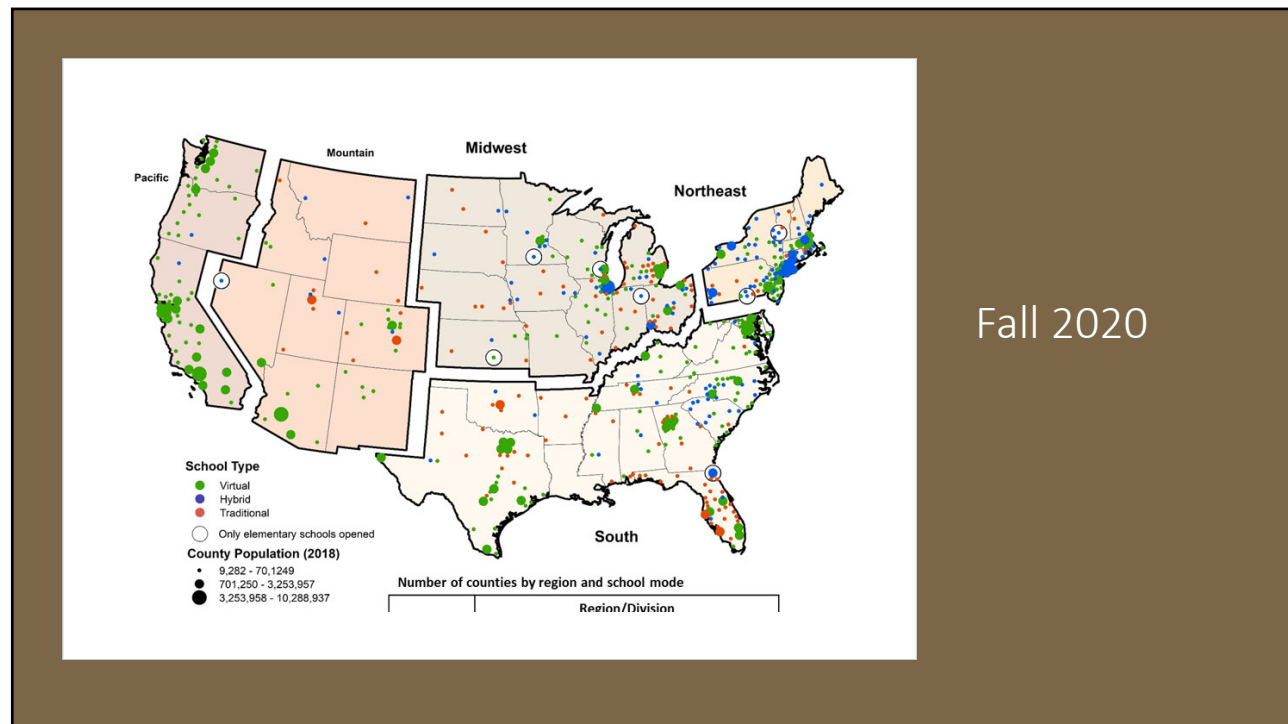 Midwest
Mountain
Pacific
Northeast
Fall 2020
School Type
Virtual
Hybrid
Traditional
Only elementary schools opened
South
County Population (2018)
9,282 - 70,1249
701,250 - 3,253,957
3,253,958 - 10,288,937
Number of counties by region and school mode
Region/Division